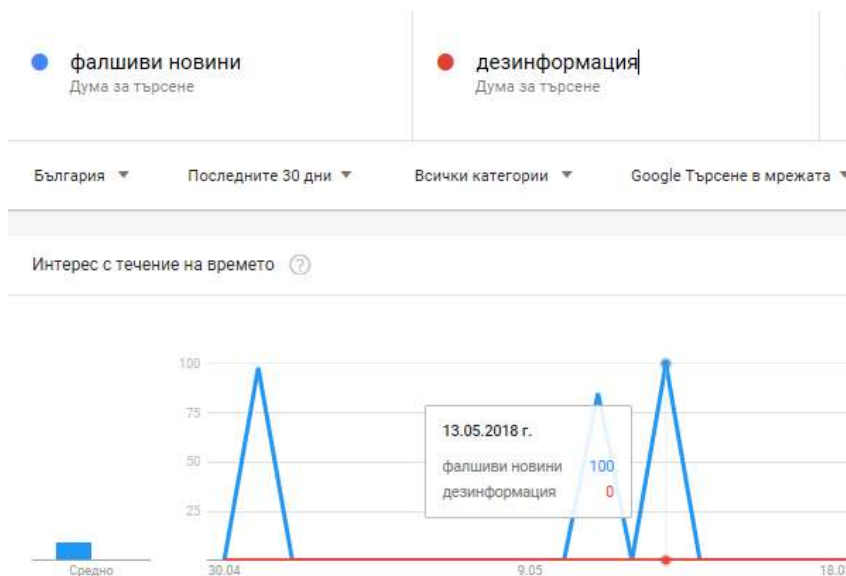 фалшиви новини
Дума за търсене
дезинформация
Дума за търсене
България
Последните 30 дни
Всички категории
Google Търсене в мрежата
Интерес с течение на времето ?
100
75
50
25
13.05.2018 г.
фалшиви новини 100
дезинформация 0
Средно
30.04
9.05
18.0